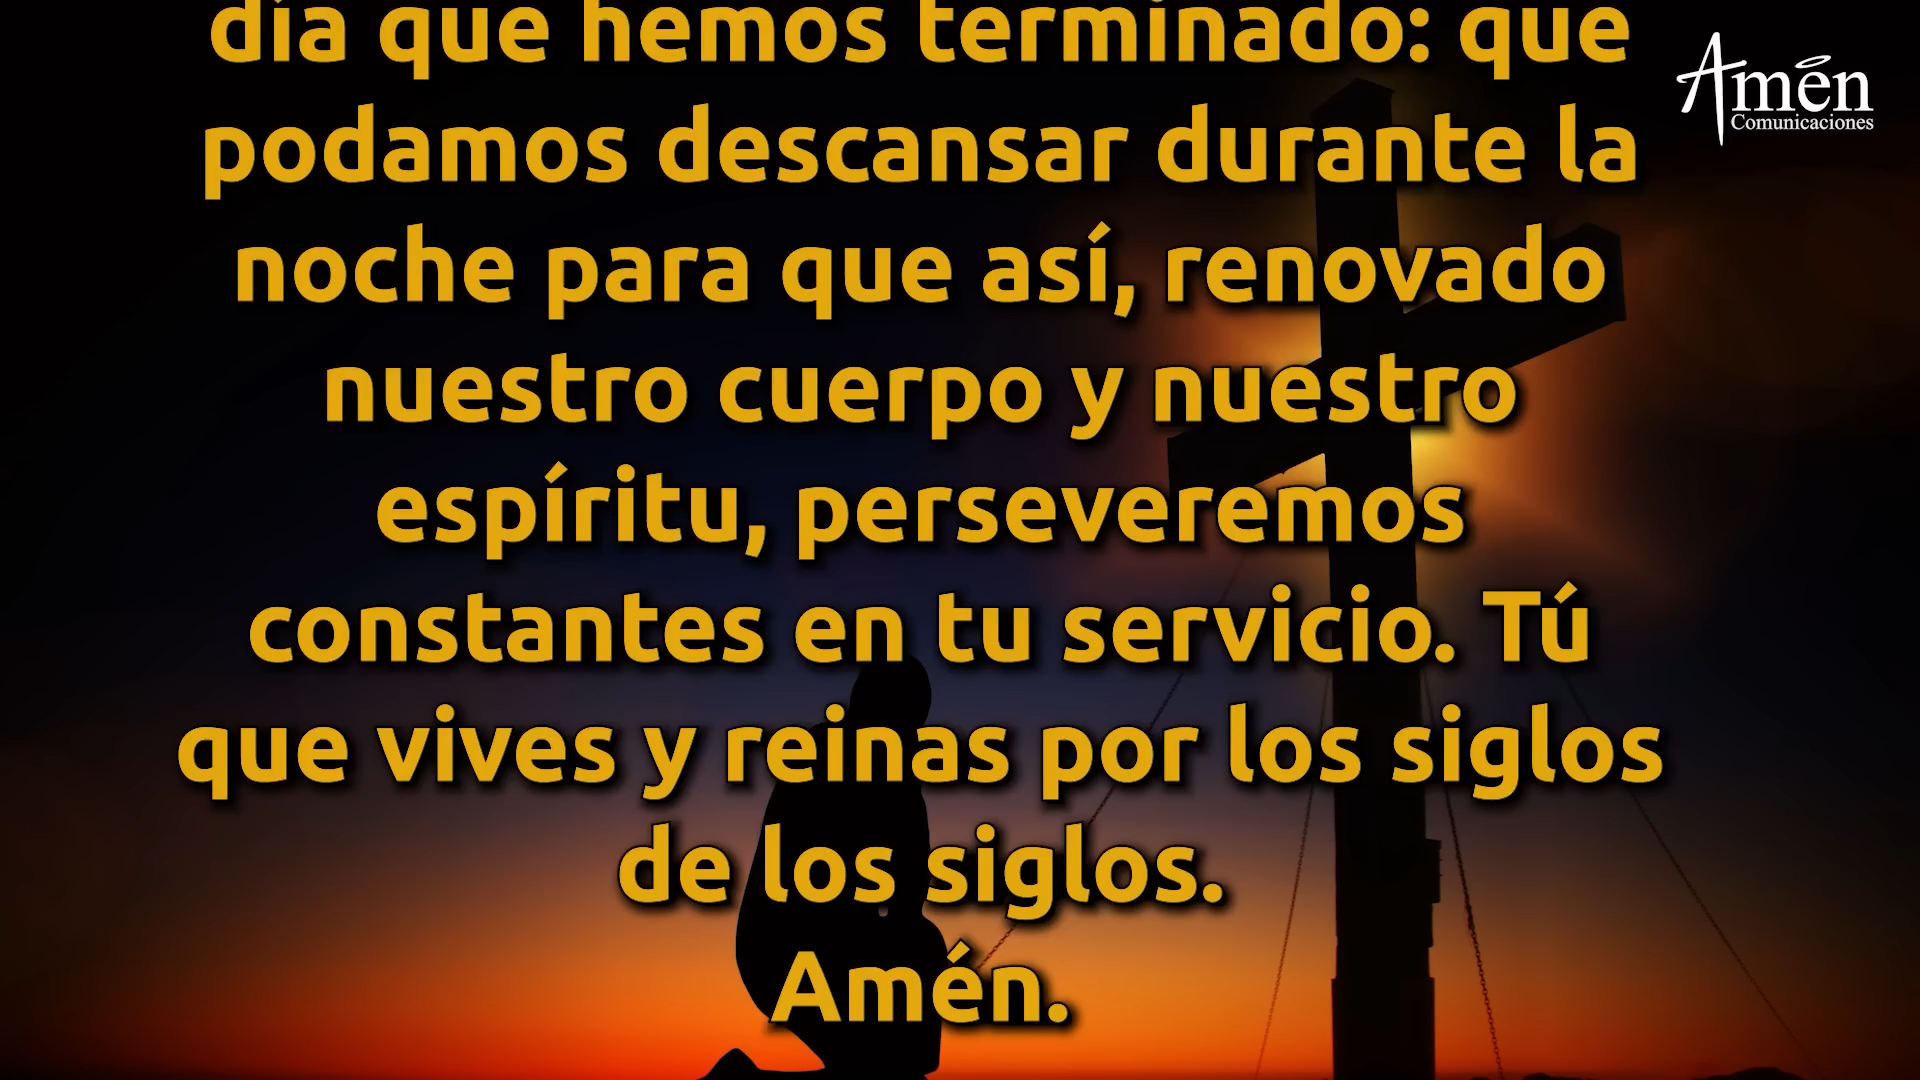 día que hemos terminado: que
podamos descansar durante la
noche para que así, renovado
nuestro cuerpo y nuestro
espíritu, perseveremos
constantes en tu servicio. Tú
que vives y reinas por los siglos
de los siglos.
Amén.
Amén
Comunicaciones